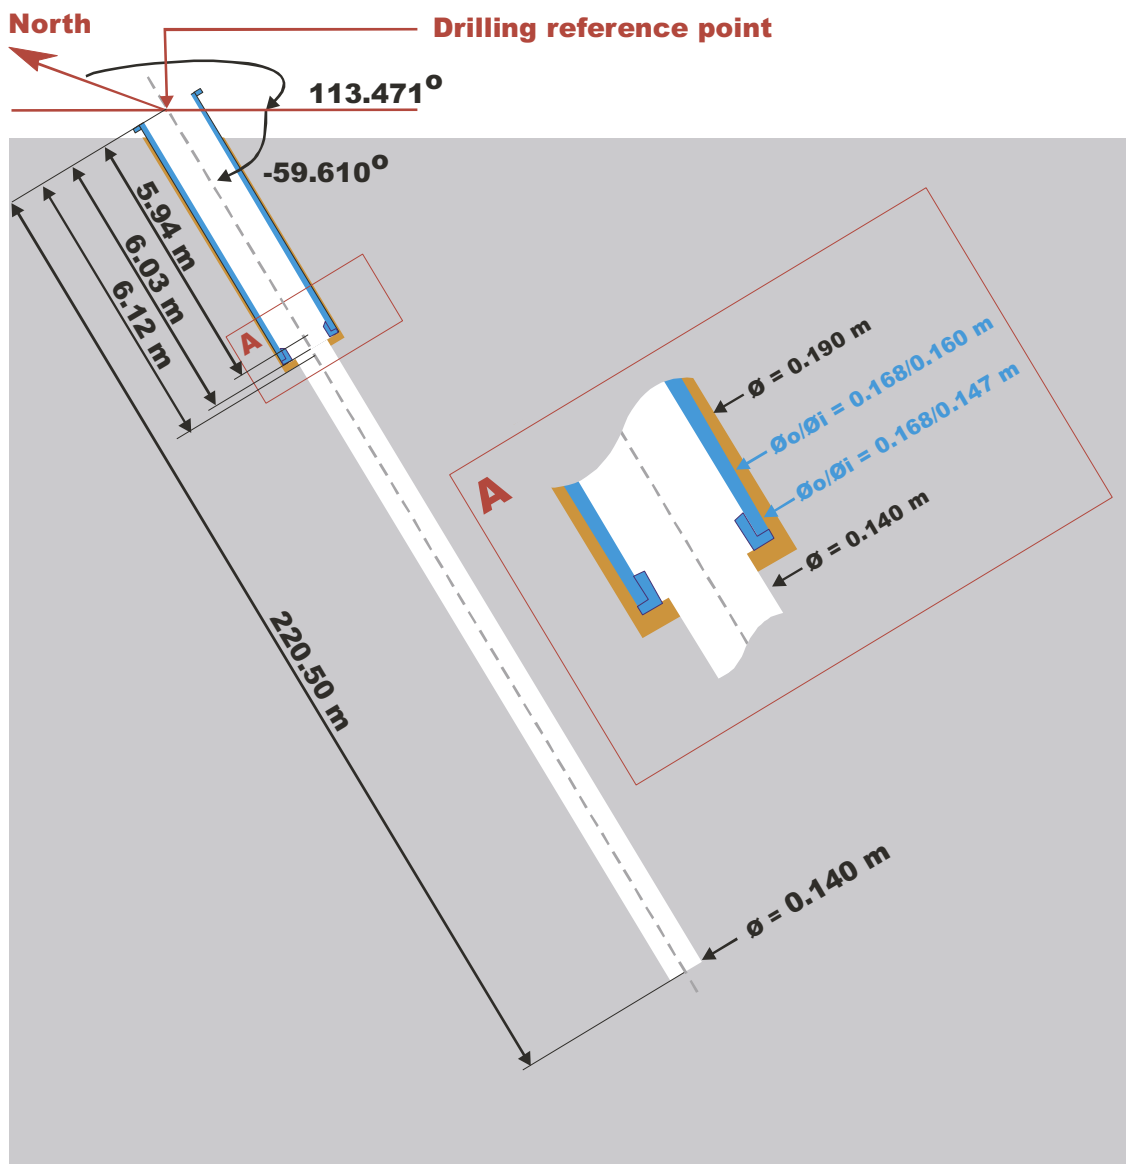 North
Drilling reference point
113.471°
-59.610°
5.94 m
6.03 m
6.12 m
A
220.50 m
A
ø = 0.190 m
Øo/Øi = 0.168/0.160 m
Øo/Øi = 0.168/0.147 m
ø = 0.140 m
ø = 0.140 m